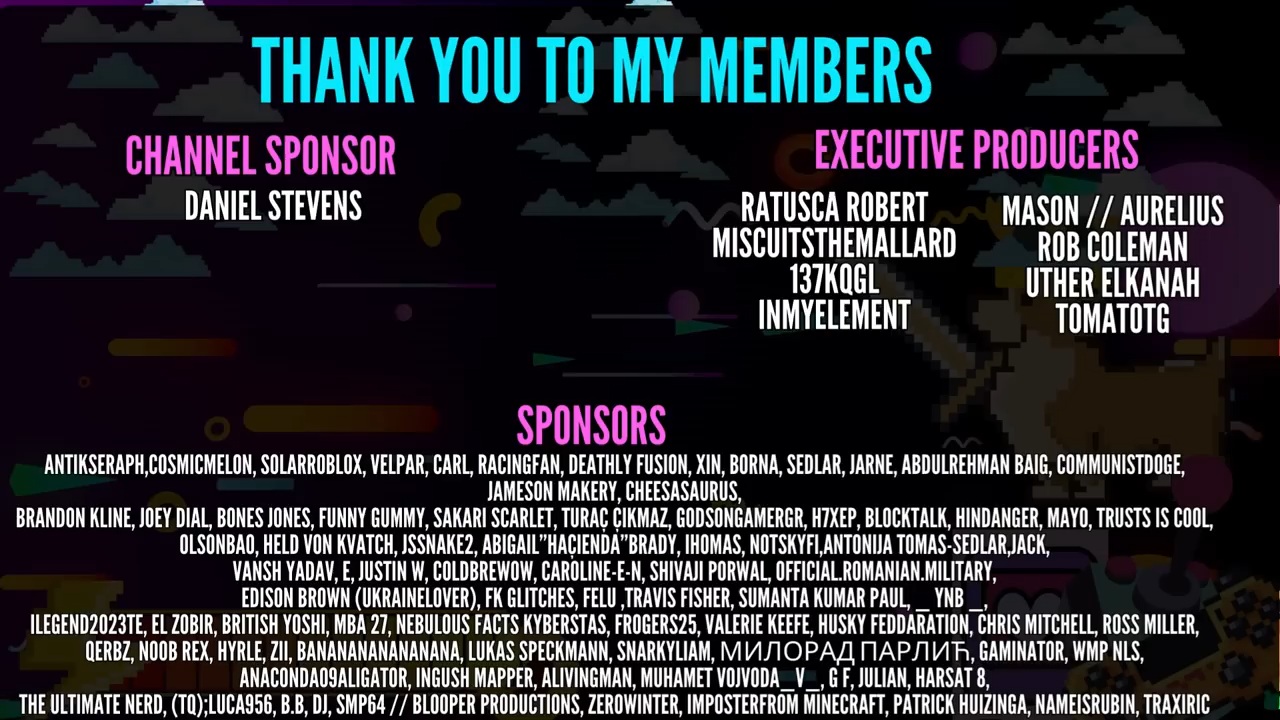 THANK YOU TO MY MEMBERS
CHANNEL SPONSOR
DANIEL STEVENS
EXECUTIVE PRODUCERS
RATUSCA ROBERT
MISCUITSTHEMALLARD
137KQGL
INMYELEMENT
MASON // AURELIUS
ROB COLEMAN
UTHER ELKANAH
TOMATOTG
SPONSORS
ANTIKSERAPH,COSMICMELON, SOLARROBLOX, VELPAR, CARL, RACINGFAN, DEATHLY FUSION, XIN, BORNA, SEDLAR, JARNE, ABDULREHMAN BAIG, COMMUNISTDOGE,
JAMESON MAKERY, CHEESASAURUS,
BRANDON KLINE, JOEY DIAL, BONES JONES, FUNNY GUMMY, SAKARI SCARLET, TURAÇ ÇIKMAZ, GODSONGAMERGR, H7XEP, BLOCKTALK, HINDANGER, MAYO, TRUSTS IS COOL,
OLSONBAO, HELD VON KVATCH, JSSNAKE2, ABIGAIL”HAÇIENDA”BRADY, IHOMAS, NOTSKYFI,ANTONIJA TOMAS-SEDLAR,JACK,
VANSH YADAV, E, JUSTIN W, COLDBREWOW, CAROLINE-E-N, SHIVAJI PORWAL, OFFICIAL.ROMANIAN.MILITARY,
EDISON BROWN (UKRAINELOVER), FK GLITCHES, FELU ,TRAVIS FISHER, SUMANTA KUMAR PAUL, _ YNB _,
ILEGEND2023TE, EL ZOBIR, BRITISH YOSHI, MBA 27, NEBULOUS FACTS KYBERSTAS, FROGERS25, VALERIE KEEFE, HUSKY FEDDARATION, CHRIS MITCHELL, ROSS MILLER,
QERBZ, NOOB REX, HYRLE, ZII, BANANANANANANANA, LUKAS SPECKMANN, SNARKYLIAM, МИЛОРАД ПАРЛИЋ, GAMINATOR, WMP NLS,
ANACONDA09ALIGATOR, INGUSH MAPPER, ALIVINGMAN, MUHAMET VOJVODA_V_, G F, JULIAN, HARSAT 8,
THE ULTIMATE NERD, (TQ);LUCA956, B.B, DJ, SMP64 // BLOOPER PRODUCTIONS, ZEROWINTER, IMPOSTERFROM MINECRAFT, PATRICK HUIZINGA, NAMEISRUBIN, TRAXIRIC